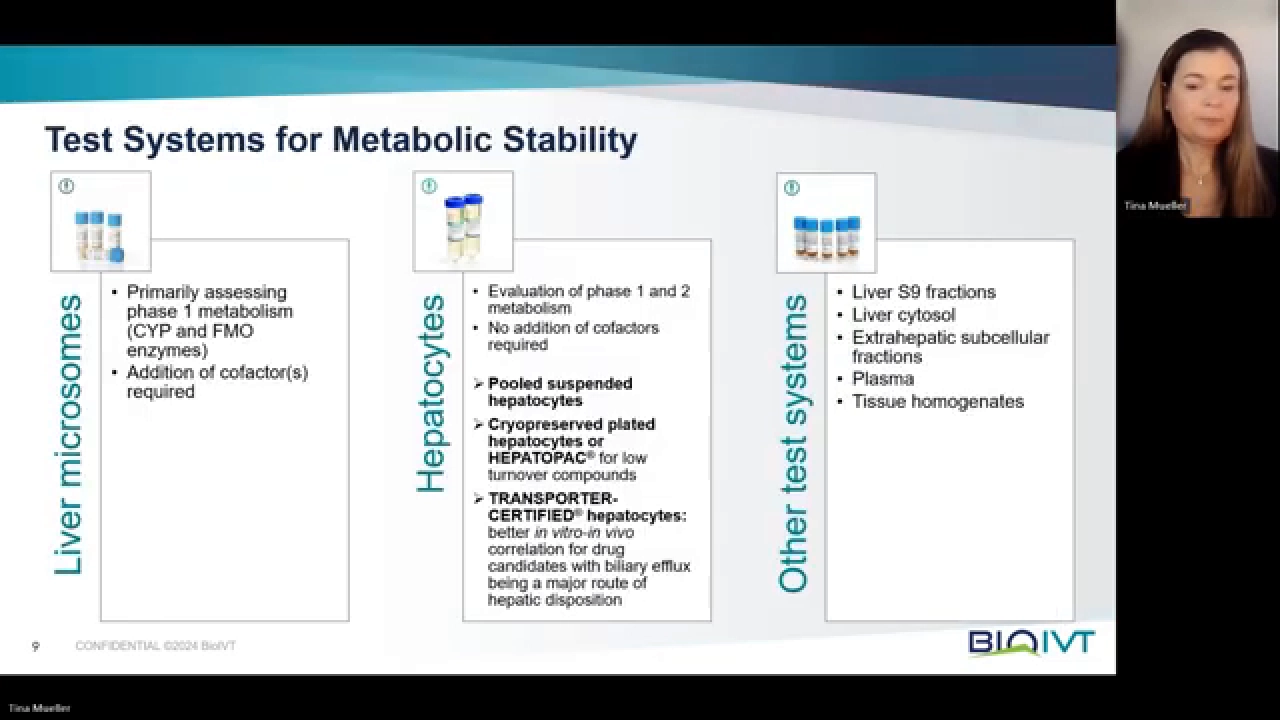 Test Systems for Metabolic Stability
Liver microsomes
• Primarily assessing
phase 1 metabolism
(CYP and FMO
enzymes)
• Addition of cofactor(s)
required
Hepatocytes
• Evaluation of phase 1 and 2
metabolism
• No addition of cofactors
required
➢ Pooled suspended
hepatocytes
➢ Cryopreserved plated
hepatocytes or
HEPATOPAC® for low
turnover compounds
➢ TRANSPORTER-
CERTIFIED® hepatocytes:
better in vitro-in vivo
correlation for drug
candidates with biliary efflux
being a major route of
hepatic disposition
Other test systems
• Liver S9 fractions
• Liver cytosol
• Extrahepatic subcellular
fractions
• Plasma
• Tissue homogenates
9
CONFIDENTIAL ©2024 BioIVT
BIOIVT
Tina Mueller
Tina Mueller